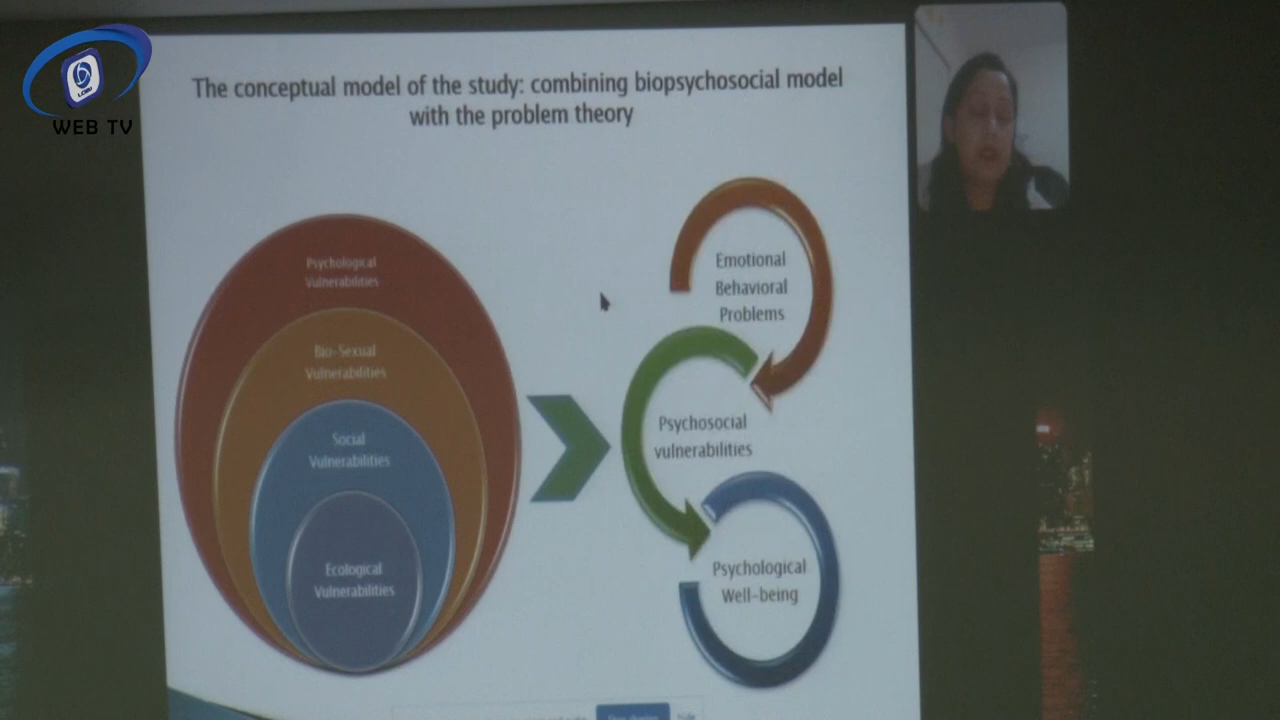 WEB TV
The conceptual model of the study: combining biopsychosocial model
with the problem theory
Psychological
Vulnerabilities
Bio-Sexual
Vulnerabilities
Social
Vulnerabilities
Ecological
Vulnerabilities
Emotional
Behavioral
Problems
Psychosocial
vulnerabilities
Psychological
Well-being